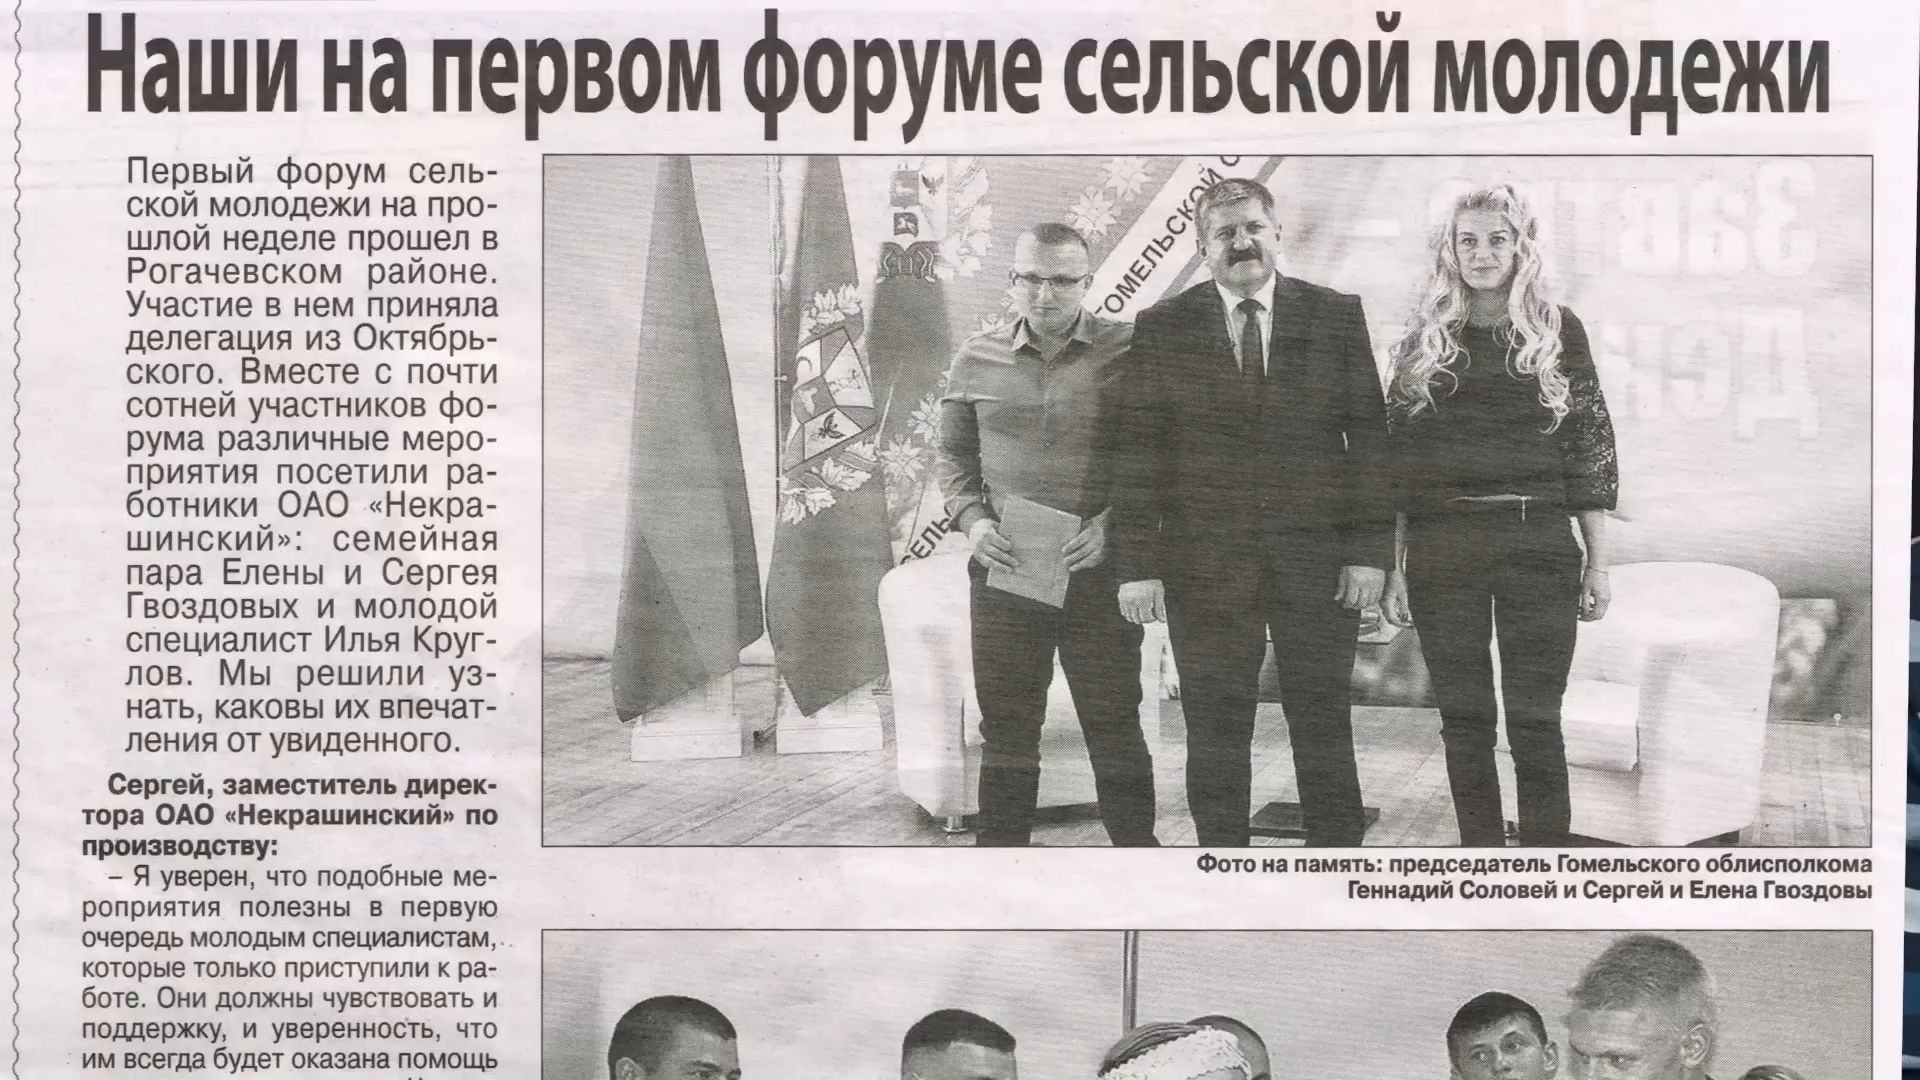 Наши на первом форуме сельской молодежи
Первый форум сель-
ской молодежи на про-
шлой неделе прошел в
Рогачевском районе.
Участие в нем приняла
делегация из Октябрь-
ского. Вместе с почти
сотней участников фо-
рума различные меро-
приятия посетили ра-
ботники ОАО «Некра-
шинский»: семейная
пара Елены и Сергея
Гвоздовых и молодой
специалист Илья Круг-
лов. Мы решили уз-
нать, каковы их впечат-
ления от увиденного.
Сергей, заместитель дирек-
тора ОАО «Некрашинский» по
производству:
– Я уверен, что подобные ме-
роприятия полезны в первую
очередь молодым специалистам,
которые только приступили к ра-
боте. Они должны чувствовать и
поддержку, и уверенность, что
им всегда будет оказана помощь
ГОМЕЛЬСКОЙ О
СЕЛЬ
Фото на память: председатель Гомельского облисполкома
Геннадий Соловей и Сергей и Елена Гвоздовы